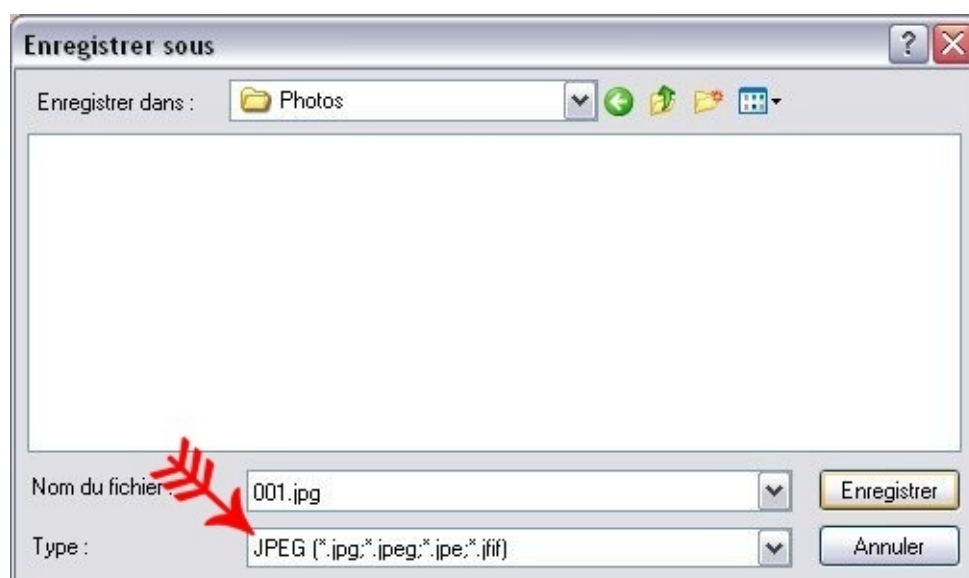 Enregistrer sous
Enregistrer dans : Photos
Nom du fichier : 001.jpg Enregistrer
Type : JPEG (*.jpg;*.jpeg;*.jpe;*.jfif) Annuler